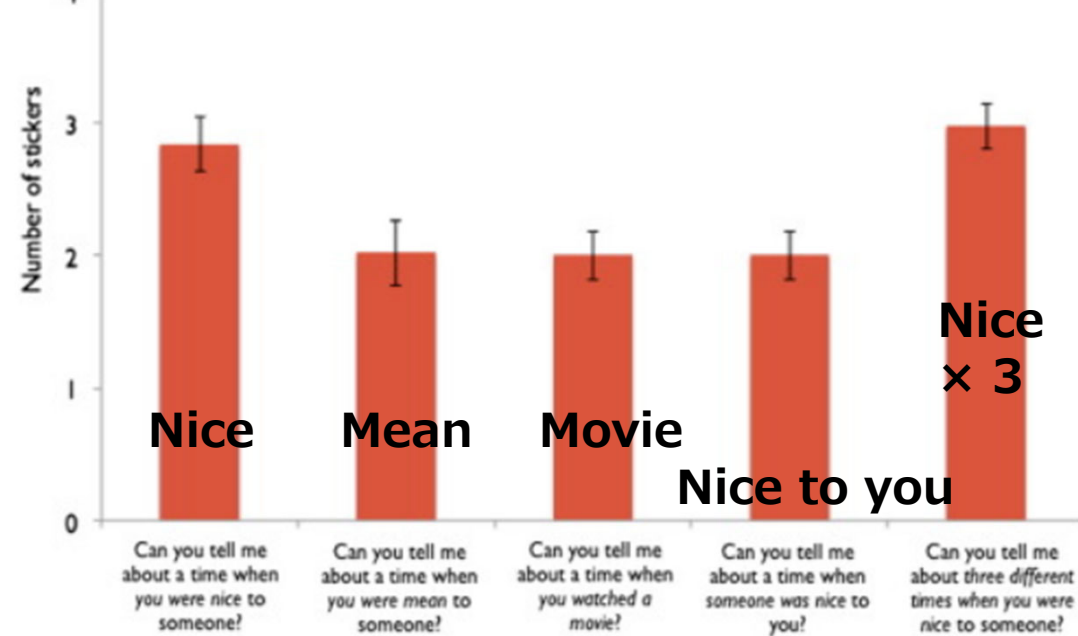 Number of stickers
3
2
1
0
Nice
Mean
Movie
Nice to you
Nice
× 3
Can you tell me
about a time when
you were nice to
someone?
Can you tell me
about a time when
you were mean to
someone?
Can you tell me
about a time when
you watched a
movie?
Can you tell me
about a time when
someone was nice to
you?
Can you tell me
about three different
times when you were
nice to someone?